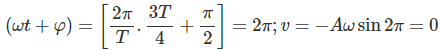 (ωt + φ) = [2π/T . 3T/4 + π/2] = 2π; v = −Aω sin 2π = 0